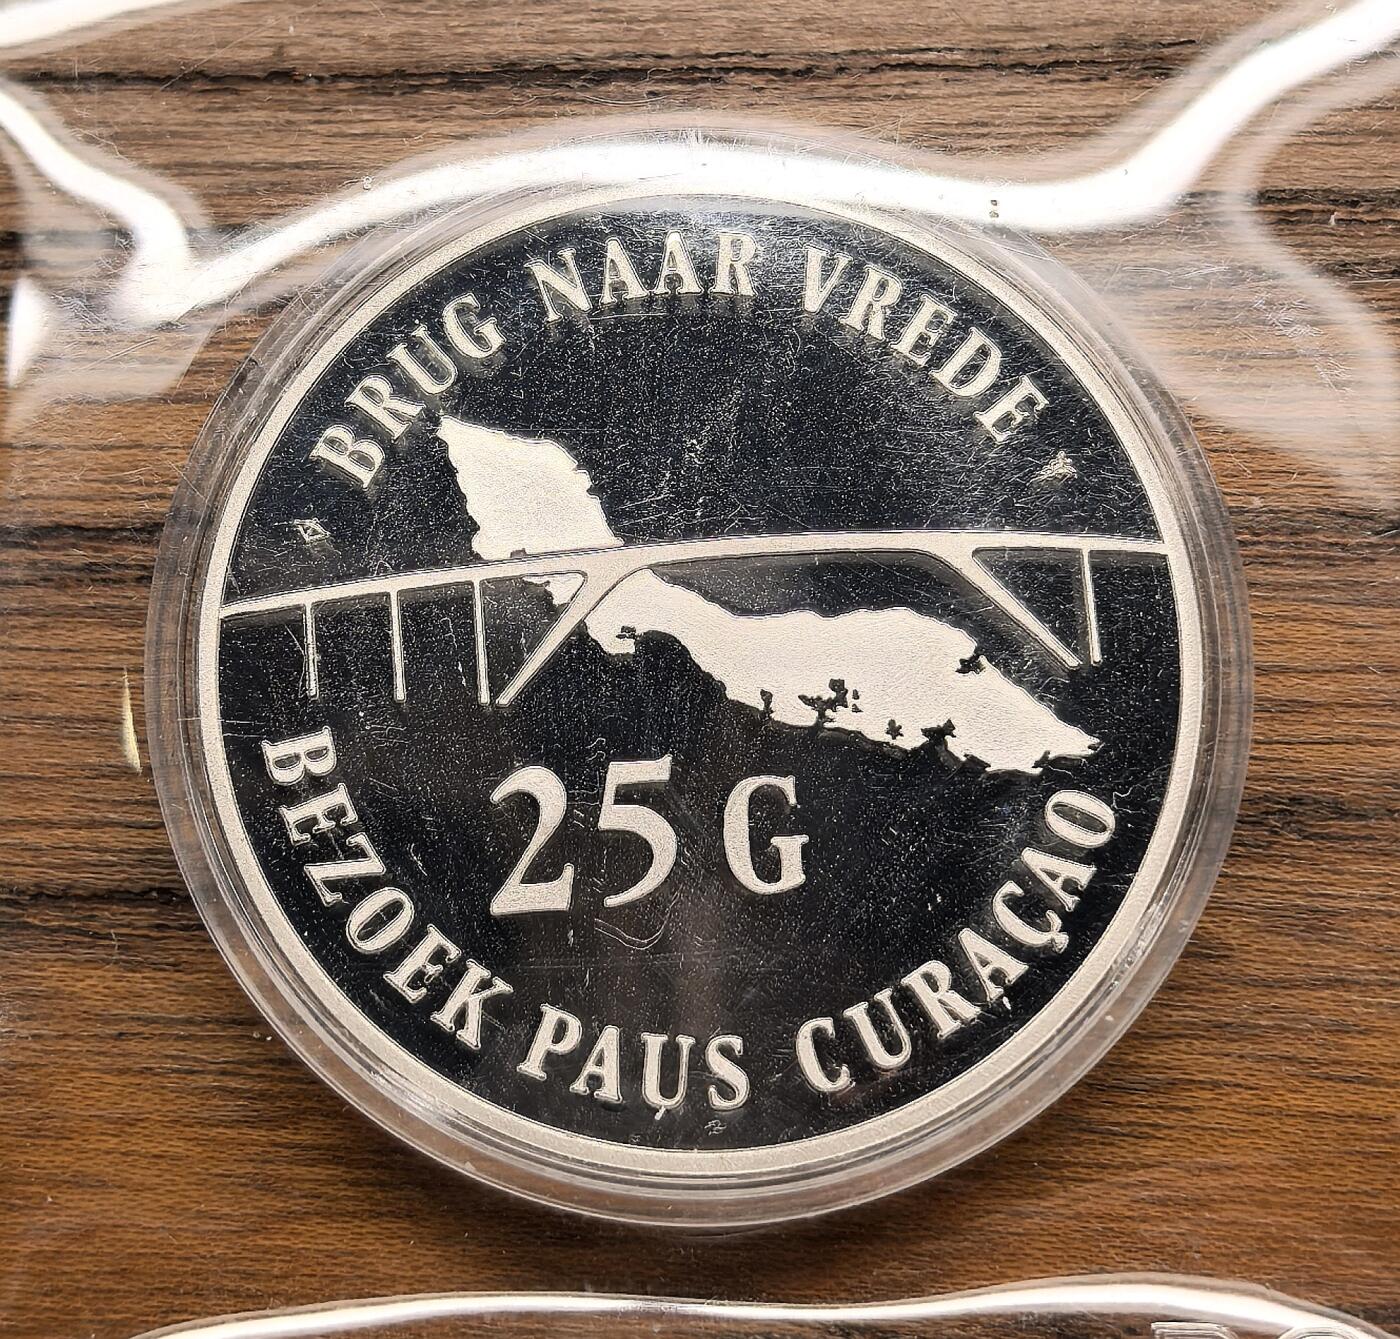 BRUG NAAR VREDE
25 G
BEZOEK PAUS CURAÇAO